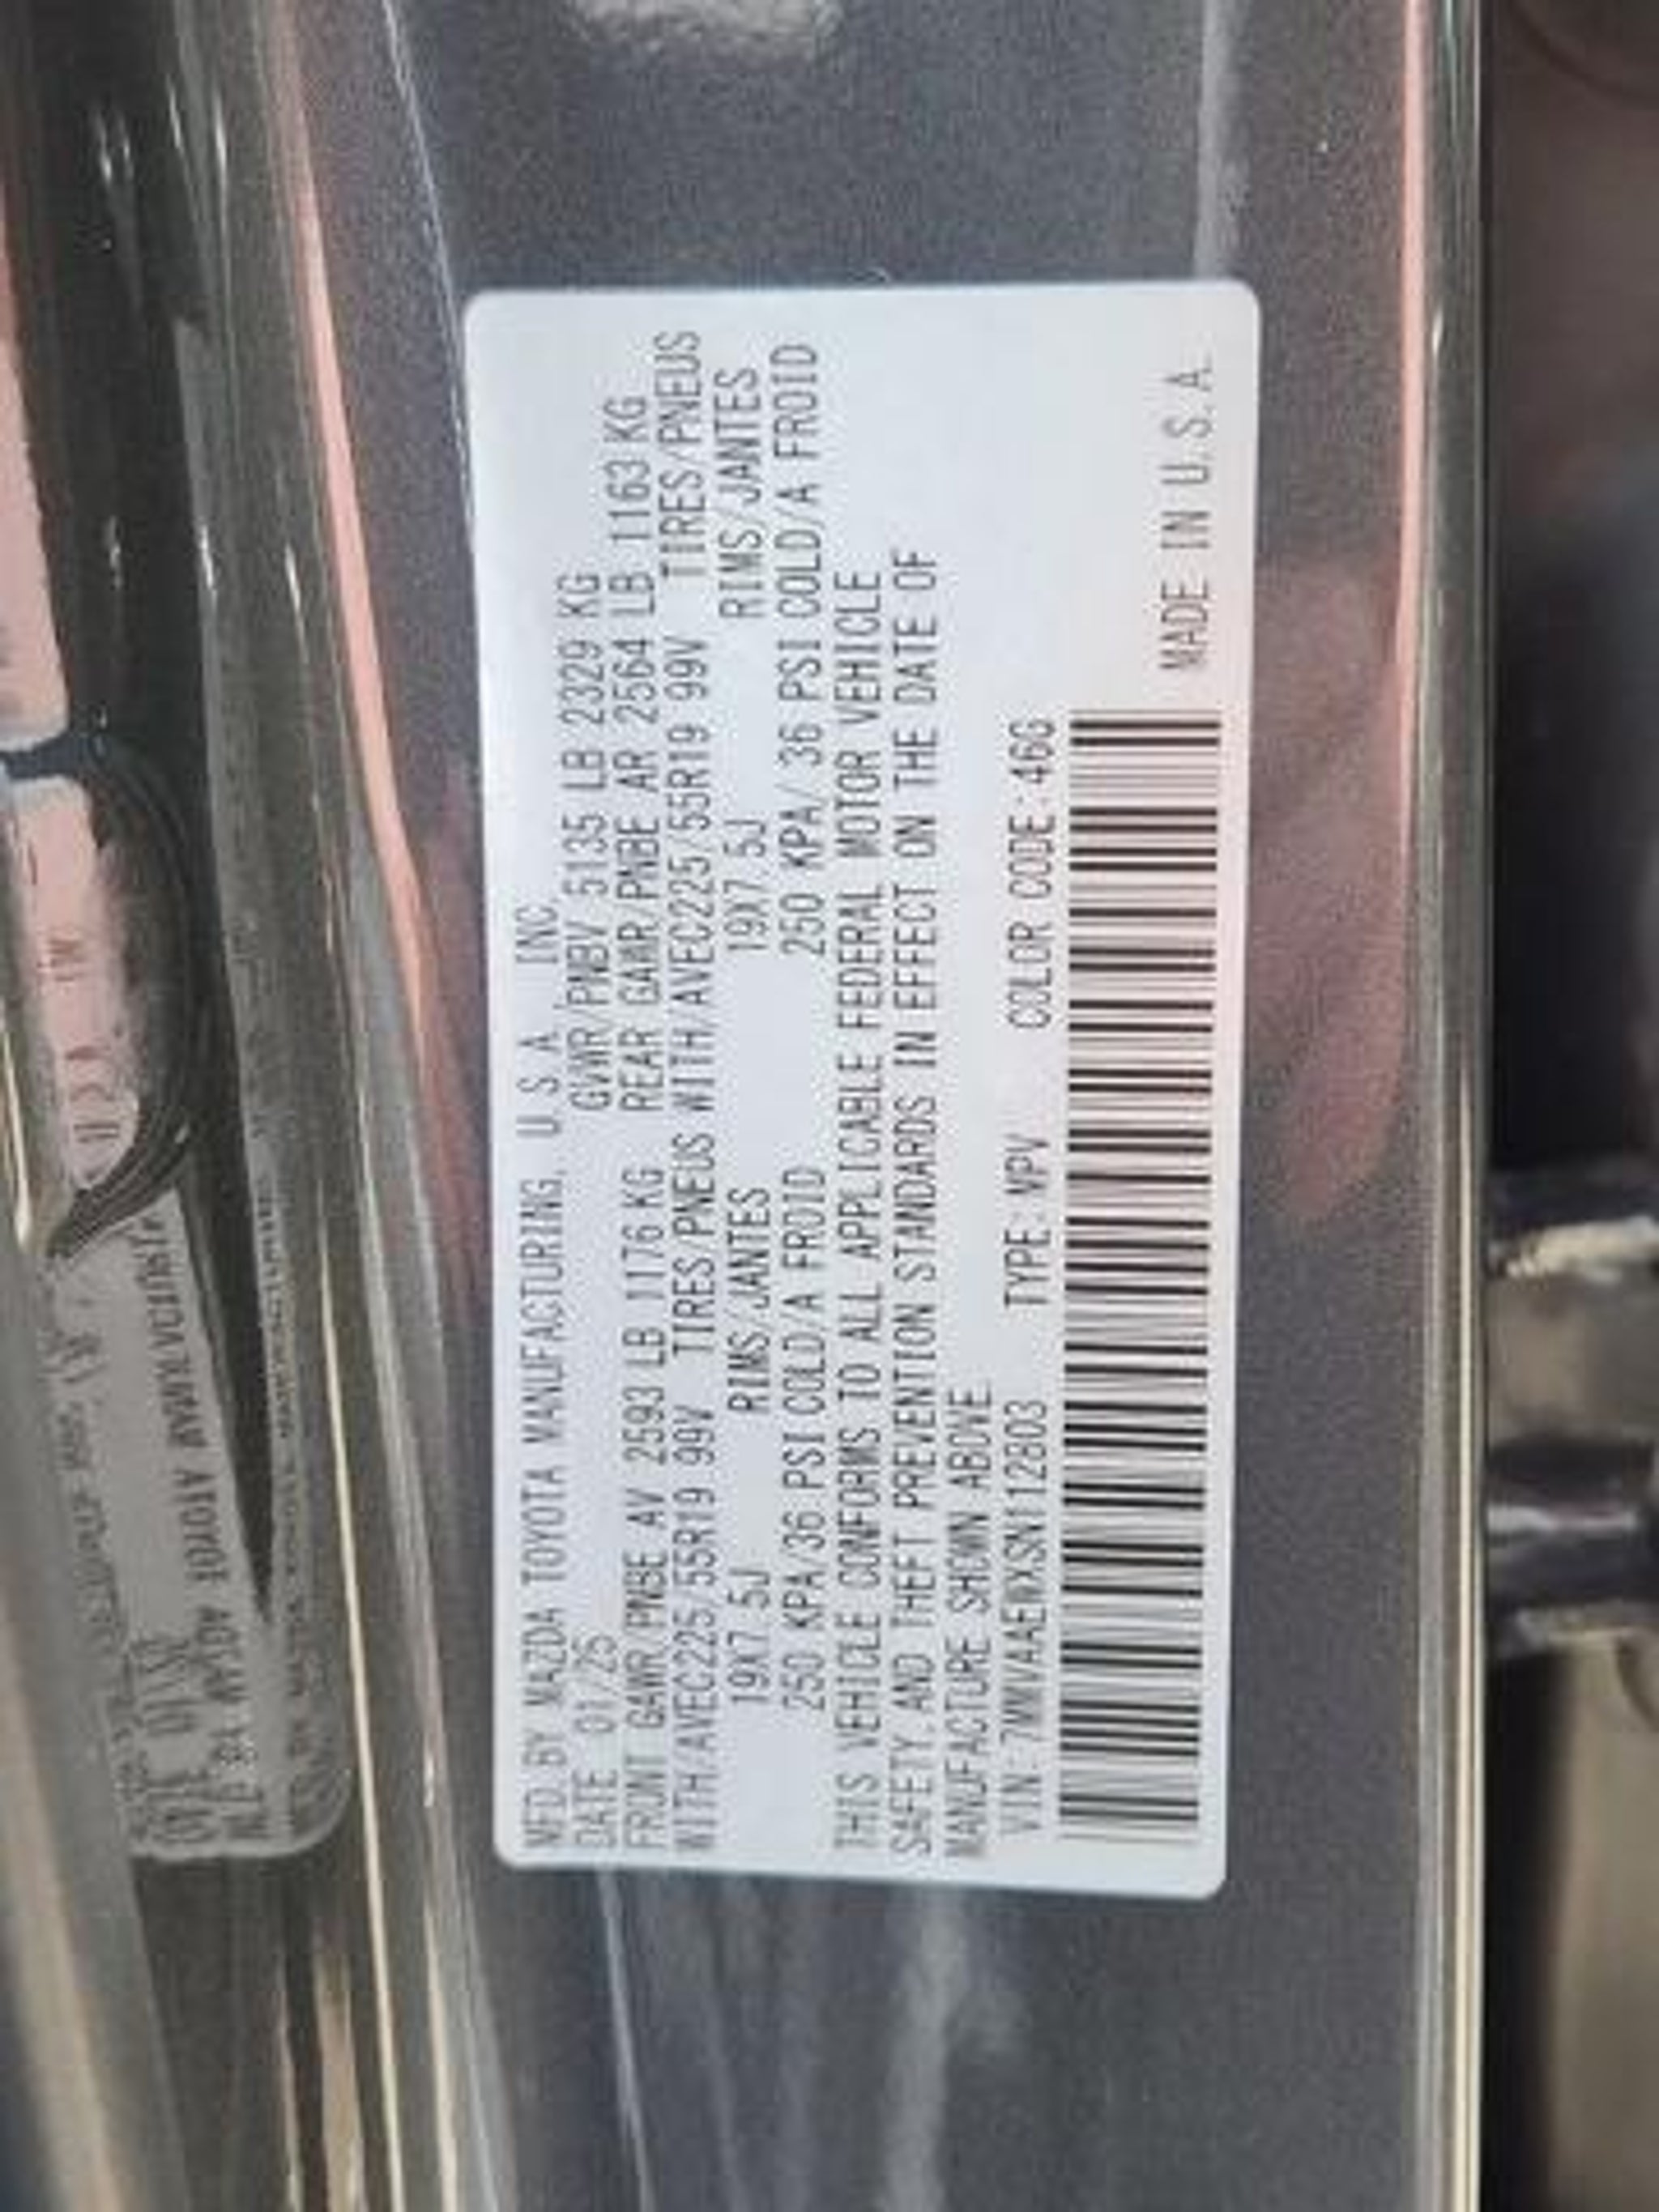 MFD BY MAZDA TOYOTA MANUFACTURING, U.S.A., INC.
DATE 01/25 GVWR/PNBV 5135 LB 2329 KG
FRONT GAWR/PNBE AV 2593 LB 1176 KG REAR GAWR/PNBE AR 2564 LB 1163 KG
WITH/AVEC225/55R19 99V TIRES/PNEUS WITH/AVEC225/55R19 99V TIRES/PNEUS
19X7.5J RIMS/JANTES 19X7.5J RIMS/JANTES
250 KPA/36 PSI COLD/A FROID 250 KPA/ 36 PSI COLD/A FROID
THIS VEHICLE CONFORMS TO ALL APPLICABLE FEDERAL MOTOR VEHICLE
SAFETY, AND THEFT PREVENTION STANDARDS IN EFFECT ON THE DATE OF
MANUFACTURE SHOWN ABOVE
VIN: 7MMVAAEWXSN112803 TYPE: MPV COLOR CODE: 46G
MADE IN U.S.A.